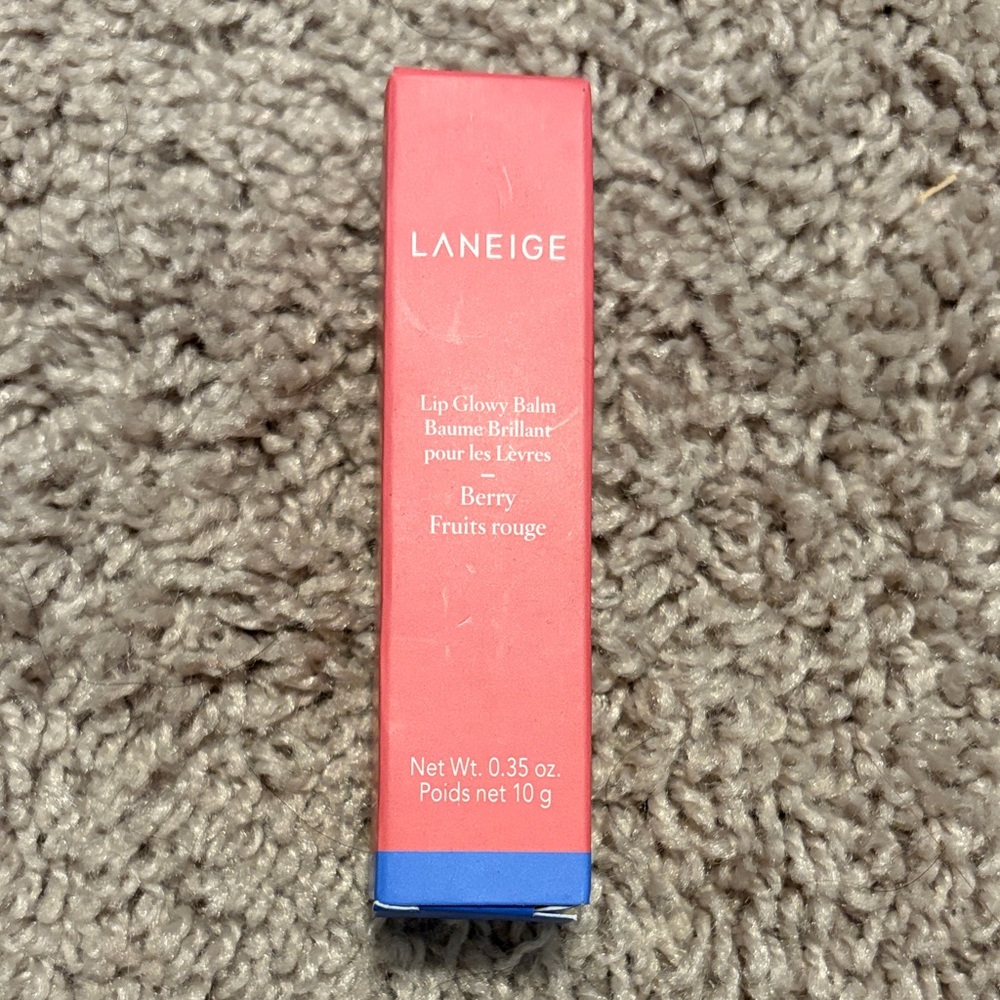 LANEIGE
Lip Glowy Balm
Baume Brillant
pour les Lèvres
–
Berry
Fruits rouge
Net Wt. 0.35 oz.
Poids net 10 g